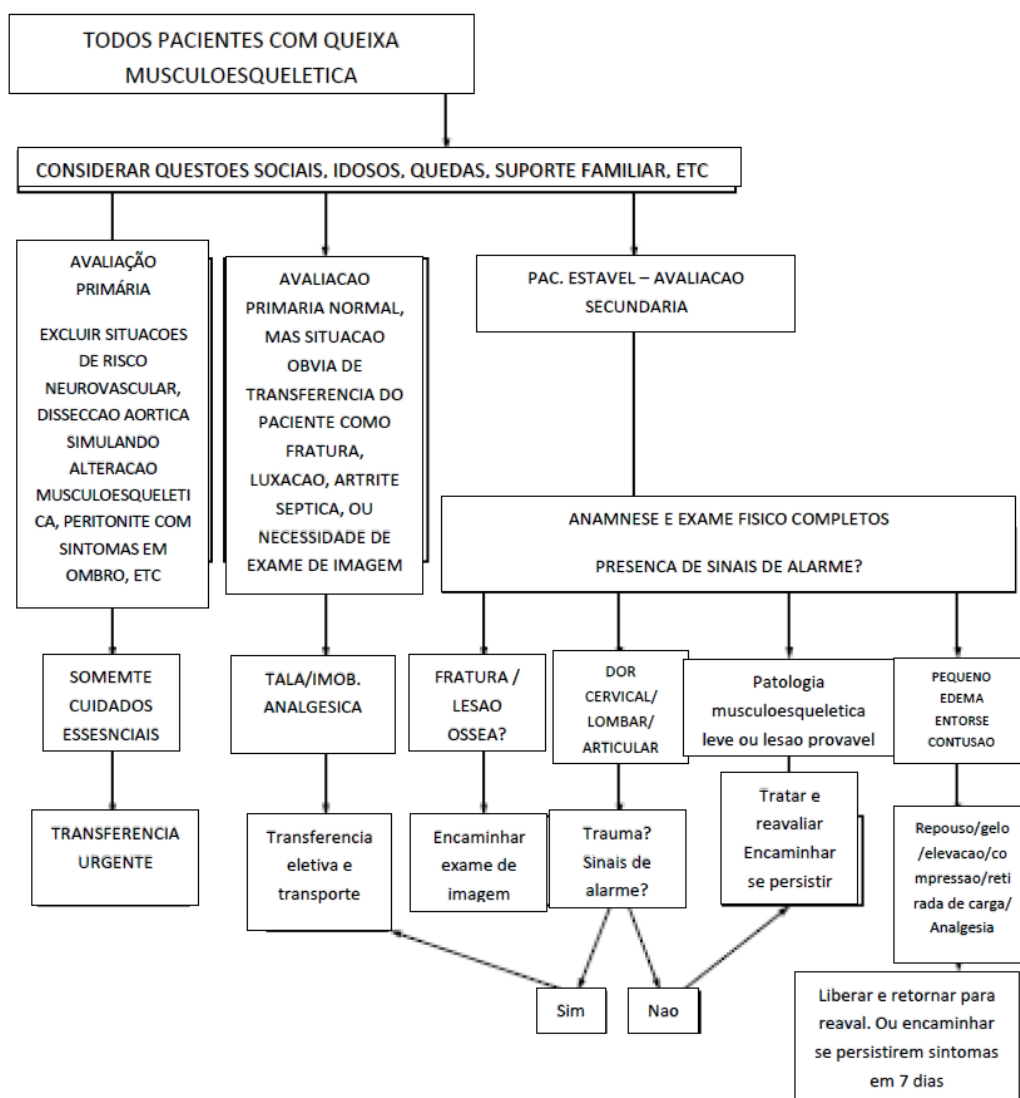 TODOS PACIENTES COM QUEIXA
MUSCULOESQUELETICA
CONSIDERAR QUESTOES SOCIAIS, IDOSOS, QUEDAS, SUPORTE FAMILIAR, ETC
AVALIAÇÃO
PRIMÁRIA
EXCLUIR SITUACOES
DE RISCO
NEUROVASCULAR,
DISSECCAO AORTICA
SIMULANDO
ALTERACAO
MUSCULOESQUELETI
CA, PERITONITE COM
SINTOMAS EM
OMBRO, ETC
AVALIACAO
PRIMARIA NORMAL,
MAS SITUACAO
OBVIA DE
TRANSFERENCIA DO
PACIENTE COMO
FRATURA,
LUXACAO, ARTRITE
SEPTICA, OU
NECESSIDADE DE
EXAME DE IMAGEM
PAC. ESTAVEL – AVALIACAO
SECUNDARIA
ANAMNESE E EXAME FISICO COMPLETOS
PRESENCA DE SINAIS DE ALARME?
SOMEMTE
CUIDADOS
ESSESNCIAIS
TALA/IMOB.
ANALGESICA
FRATURA /
LESAO
OSSEA?
DOR
CERVICAL/
LOMBAR/
ARTICULAR
Patologia
musculoesqueletica
leve ou lesao provavel
PEQUENO
EDEMA
ENTORSE
CONTUSAO
TRANSFERENCIA
URGENTE
Transferencia
eletiva e
transporte
Encaminhar
exame de
imagem
Trauma?
Sinais de
alarme?
Tratar e
reavaliar
Encaminhar
se persistir
Repouso/gelo
/elevacao/co
mpressao/reti
rada de carga/
Analgesia
Sim
Nao
Liberar e retornar para
reaval. Ou encaminhar
se persistirem sintomas
em 7 dias